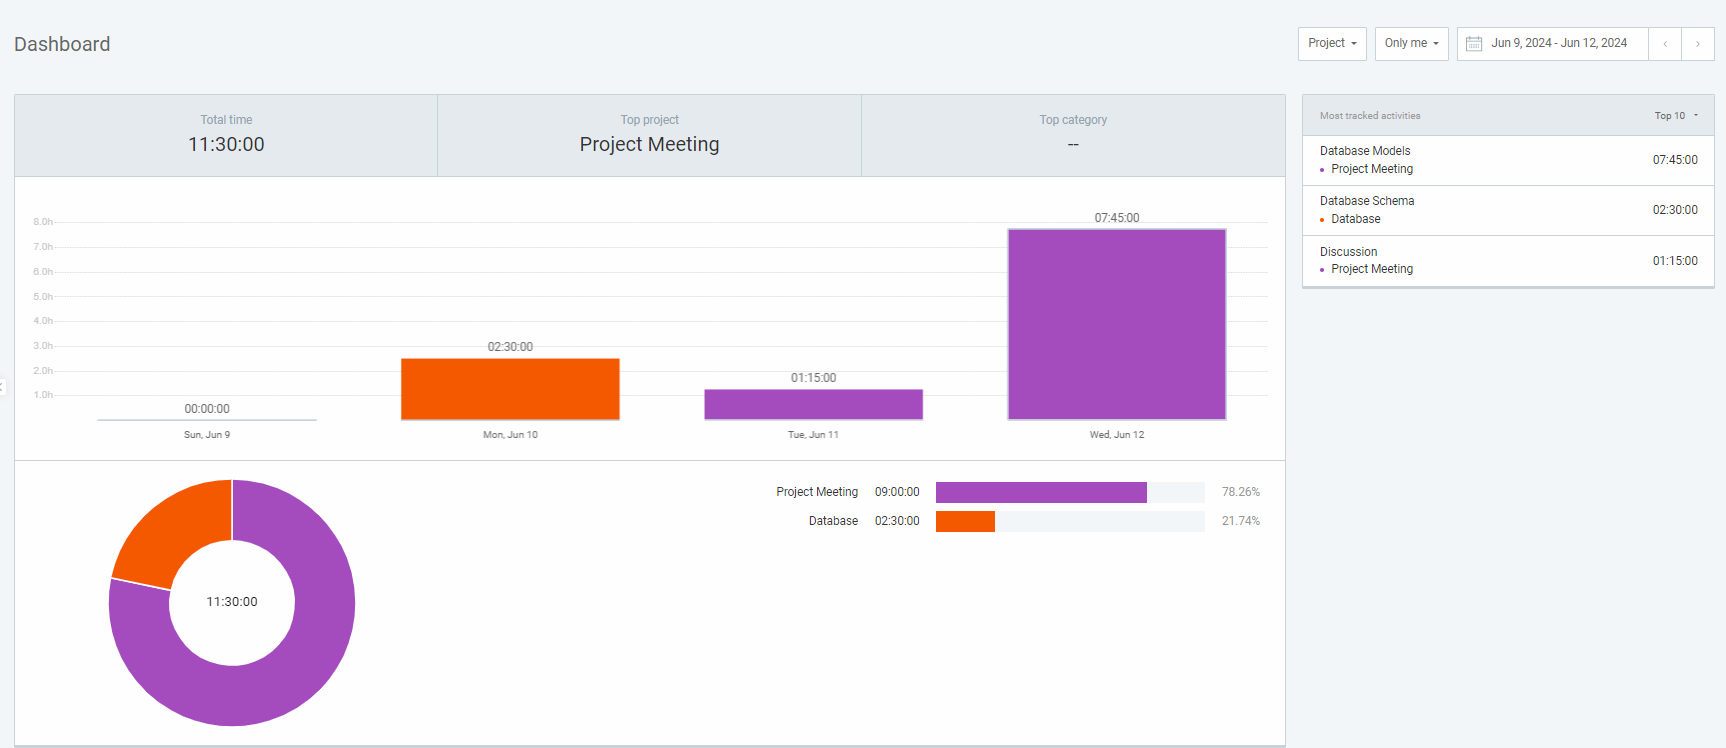 Dashboard
Project
Only me
Jun 9, 2024 - Jun 12, 2024
Total time
11:30:00
Top project
Project Meeting
Top category
--
8.0h
7.0h
6.0h
5.0h
4.0h
3.0h
2.0h
1.0h
00:00:00
02:30:00
01:15:00
07:45:00
Sun, Jun 9
Mon, Jun 10
Tue, Jun 11
Wed, Jun 12
11:30:00
Project Meeting 09:00:00 78.26%
Database 02:30:00 21.74%
Most tracked activities Top 10
Database Models
Project Meeting
07:45:00
Database Schema
Database
02:30:00
Discussion
Project Meeting
01:15:00